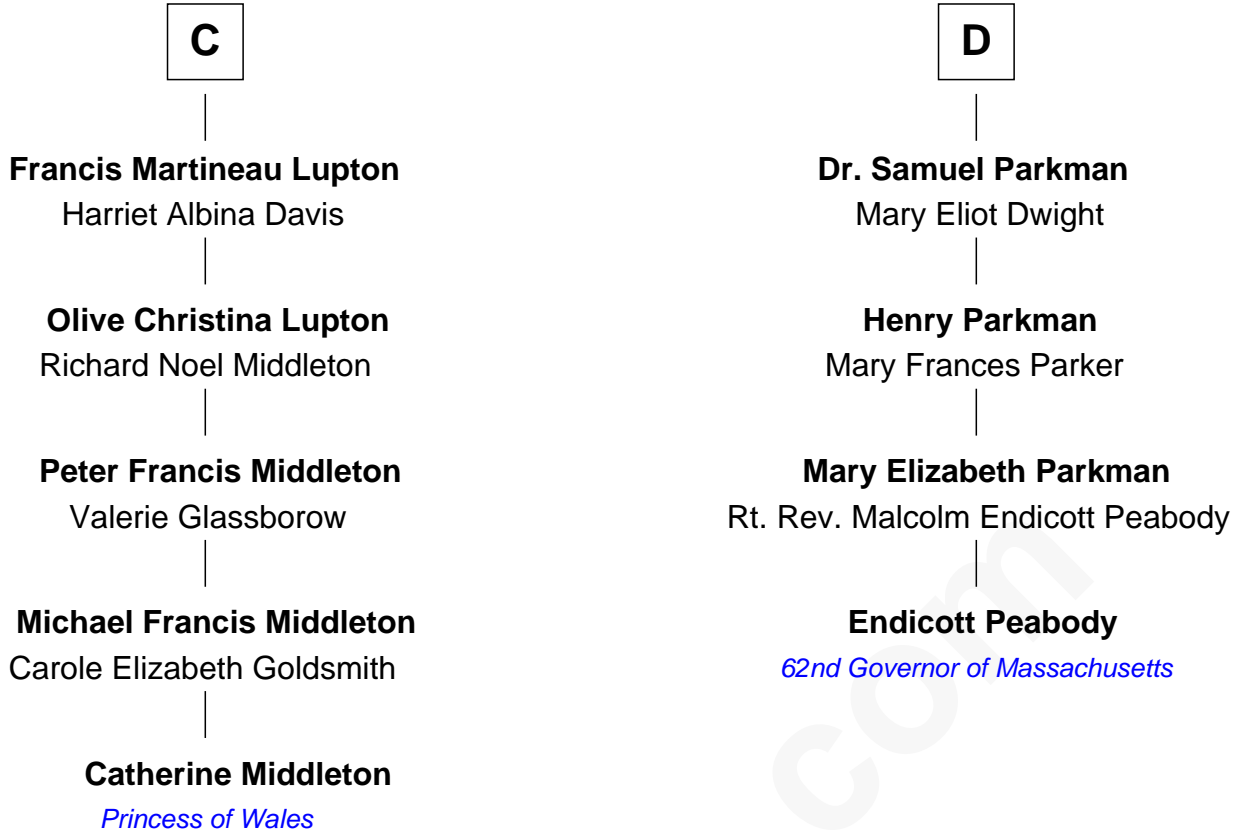 C
Francis Martineau Lupton
Harriet Albina Davis
Olive Christina Lupton
Richard Noel Middleton
Peter Francis Middleton
Valerie Glassborow
Michael Francis Middleton
Carole Elizabeth Goldsmith
Catherine Middleton
Princess of Wales
D
Dr. Samuel Parkman
Mary Eliot Dwight
Henry Parkman
Mary Frances Parker
Mary Elizabeth Parkman
Rt. Rev. Malcolm Endicott Peabody
Endicott Peabody
62nd Governor of Massachusetts
com